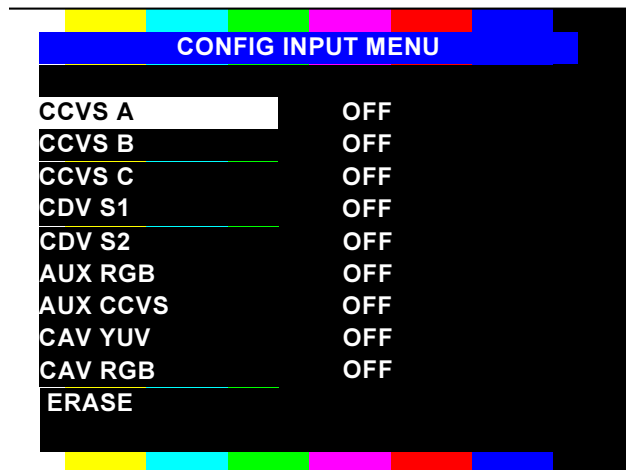 CONFIG INPUT MENU
CCVS A OFF
CCVS B OFF
CCVS C OFF
CDV S1 OFF
CDV S2 OFF
AUX RGB OFF
AUX CCVS OFF
CAV YUV OFF
CAV RGB OFF
ERASE